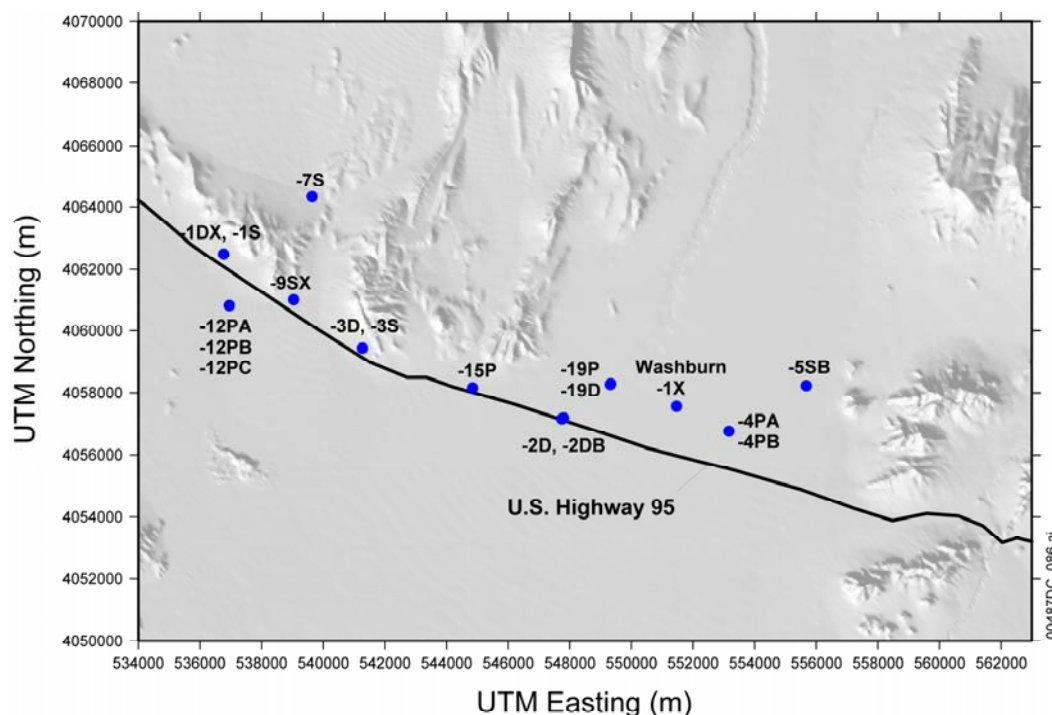 4070000
4068000
4066000
4064000
4062000
4060000
4058000
4056000
4054000
4052000
4050000
UTM Northing (m)
-7S
-1DX, -1S
-9SX
-12PA
-12PB
-12PC
-3D, -3S
-15P
-19P
-19D
Washburn
-1X
-5SB
-4PA
-4PB
-2D, -2DB
U.S. Highway 95
534000 536000 538000 540000 542000 544000 546000 548000 550000 552000 554000 556000 558000 560000 562000
UTM Easting (m)
00487DC_086.ai